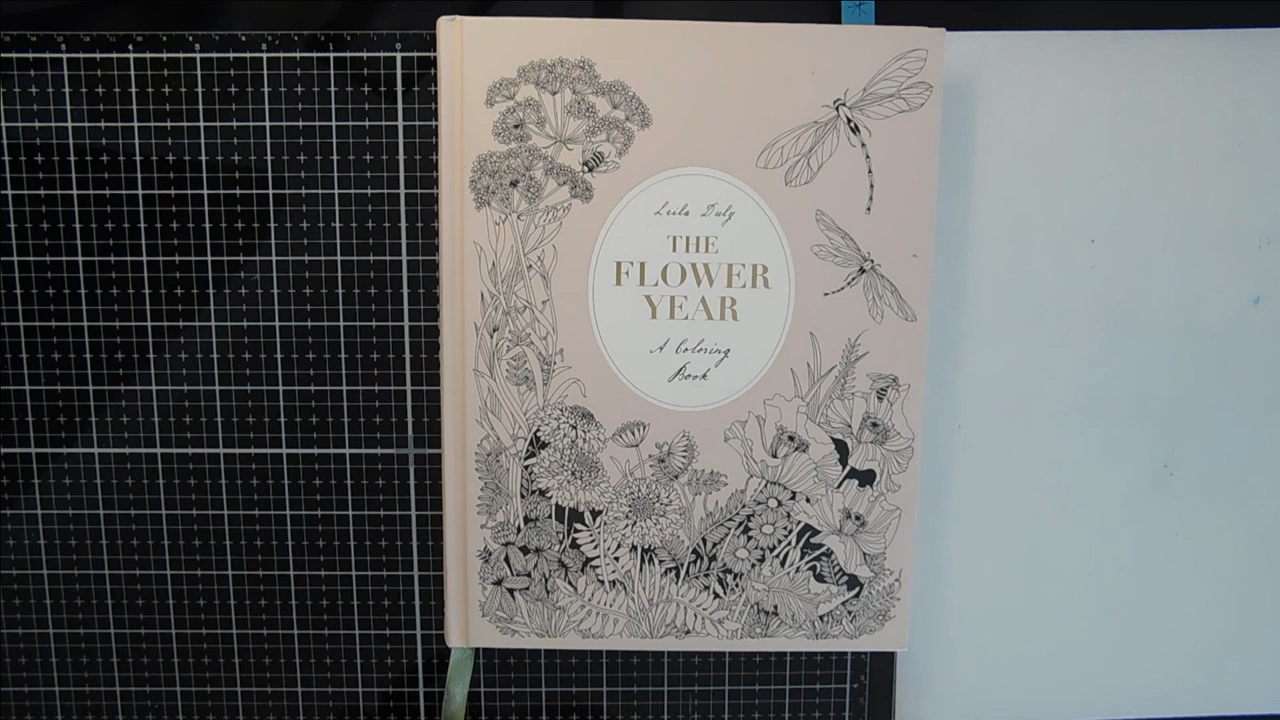 Leila Duly
THE
FLOWER
YEAR
A Coloring
Book